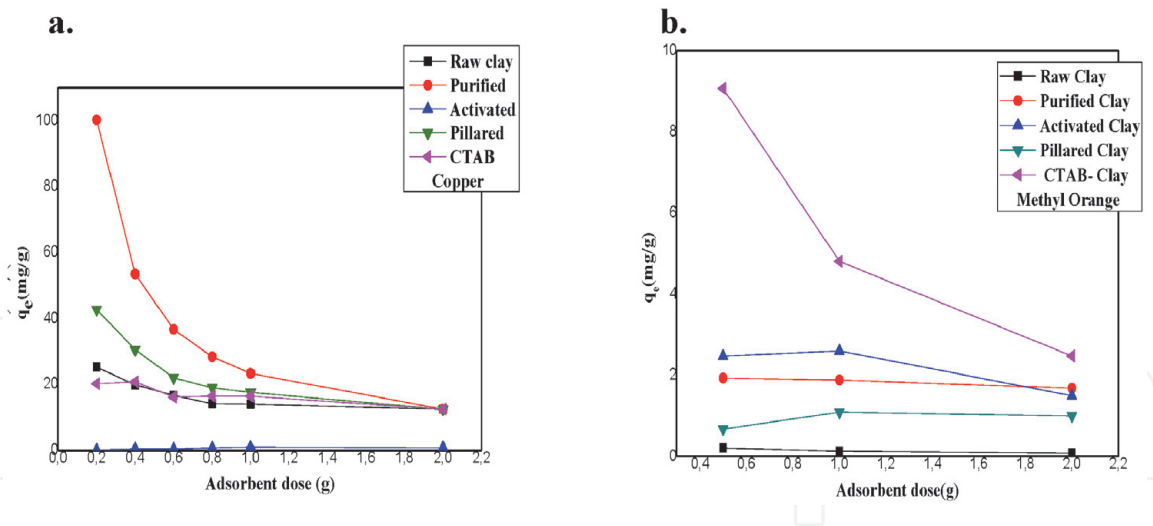 a.
Raw clay
Purified
Activated
Pillared
CTAB
Copper
100
80
60
40
20
0
qe(mg/g)
0,0 0,2 0,4 0,6 0,8 1,0 1,2 1,4 1,6 1,8 2,0 2,2
Adsorbent dose (g)
b.
Raw Clay
Purified Clay
Activated Clay
Pillared Clay
CTAB- Clay
Methyl Orange
10
8
6
4
2
0
qe(mg/g)
0,4 0,6 0,8 1,0 1,2 1,4 1,6 1,8 2,0 2,2
Adsorbent dose(g)